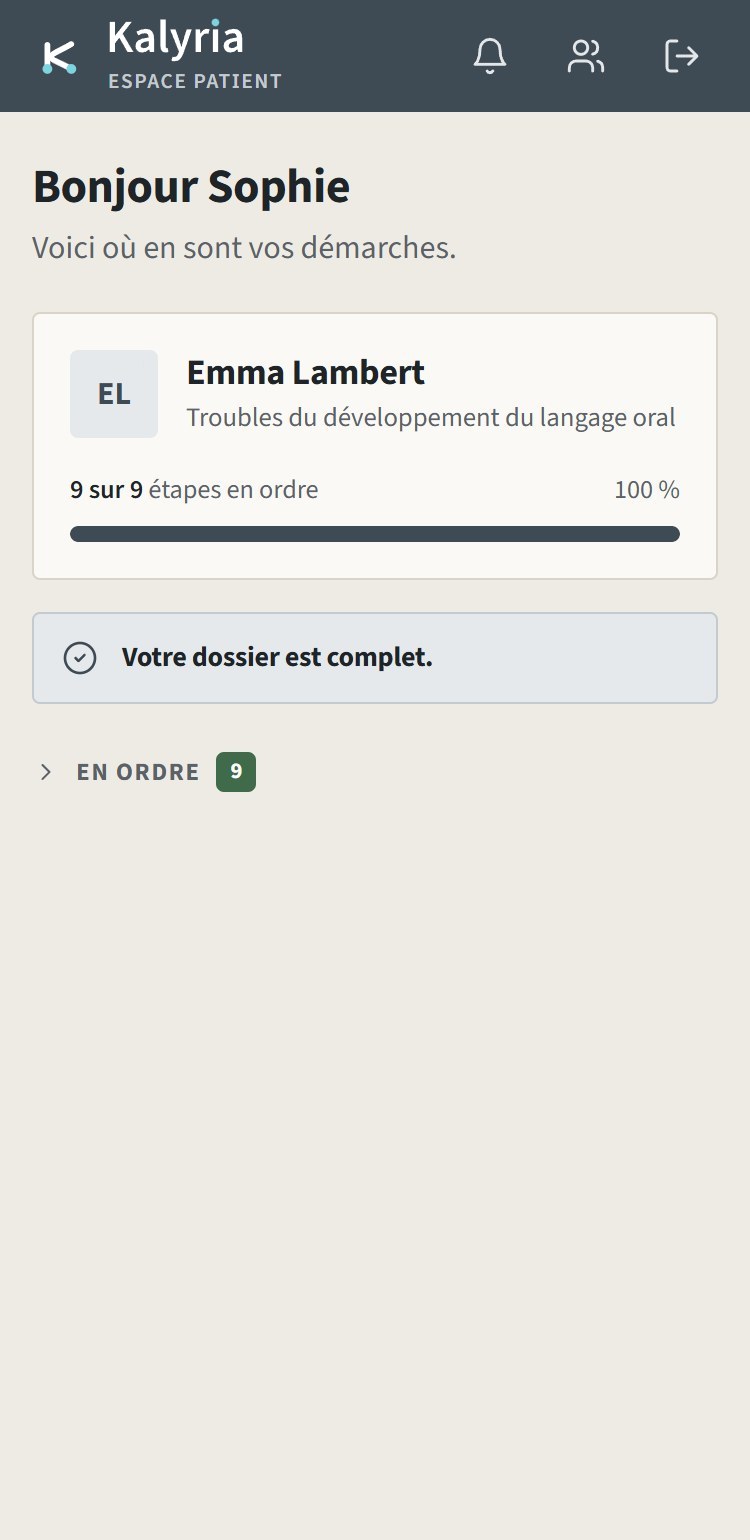 Kalyria
ESPACE PATIENT
Bonjour Sophie
Voici où en sont vos démarches.
EL
Emma Lambert
Troubles du développement du langage oral
9 sur 9 étapes en ordre 100 %
Votre dossier est complet.
EN ORDRE 9